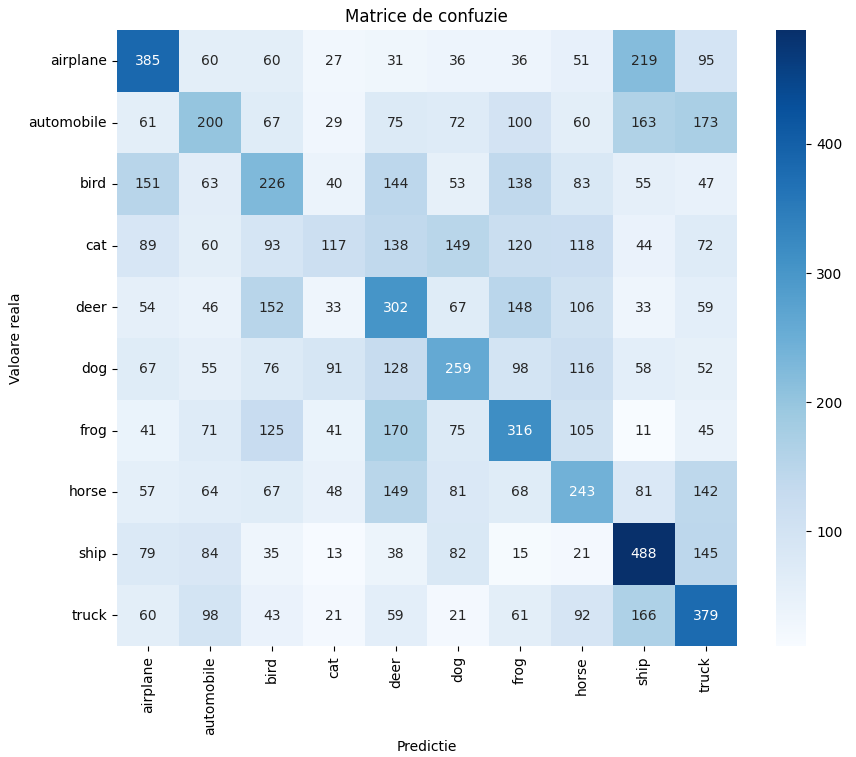 Matrice de confuzie
airplane 385 60 60 27 31 36 36 51 219 95
automobile 61 200 67 29 75 72 100 60 163 173
bird 151 63 226 40 144 53 138 83 55 47
cat 89 60 93 117 138 149 120 118 44 72
deer 54 46 152 33 302 67 148 106 33 59
dog 67 55 76 91 128 259 98 116 58 52
frog 41 71 125 41 170 75 316 105 11 45
horse 57 64 67 48 149 81 68 243 81 142
ship 79 84 35 13 38 82 15 21 488 145
truck 60 98 43 21 59 21 61 92 166 379
airplane automobile bird cat deer dog frog horse ship truck
Predictie
Valoare reala
400
300
200
100